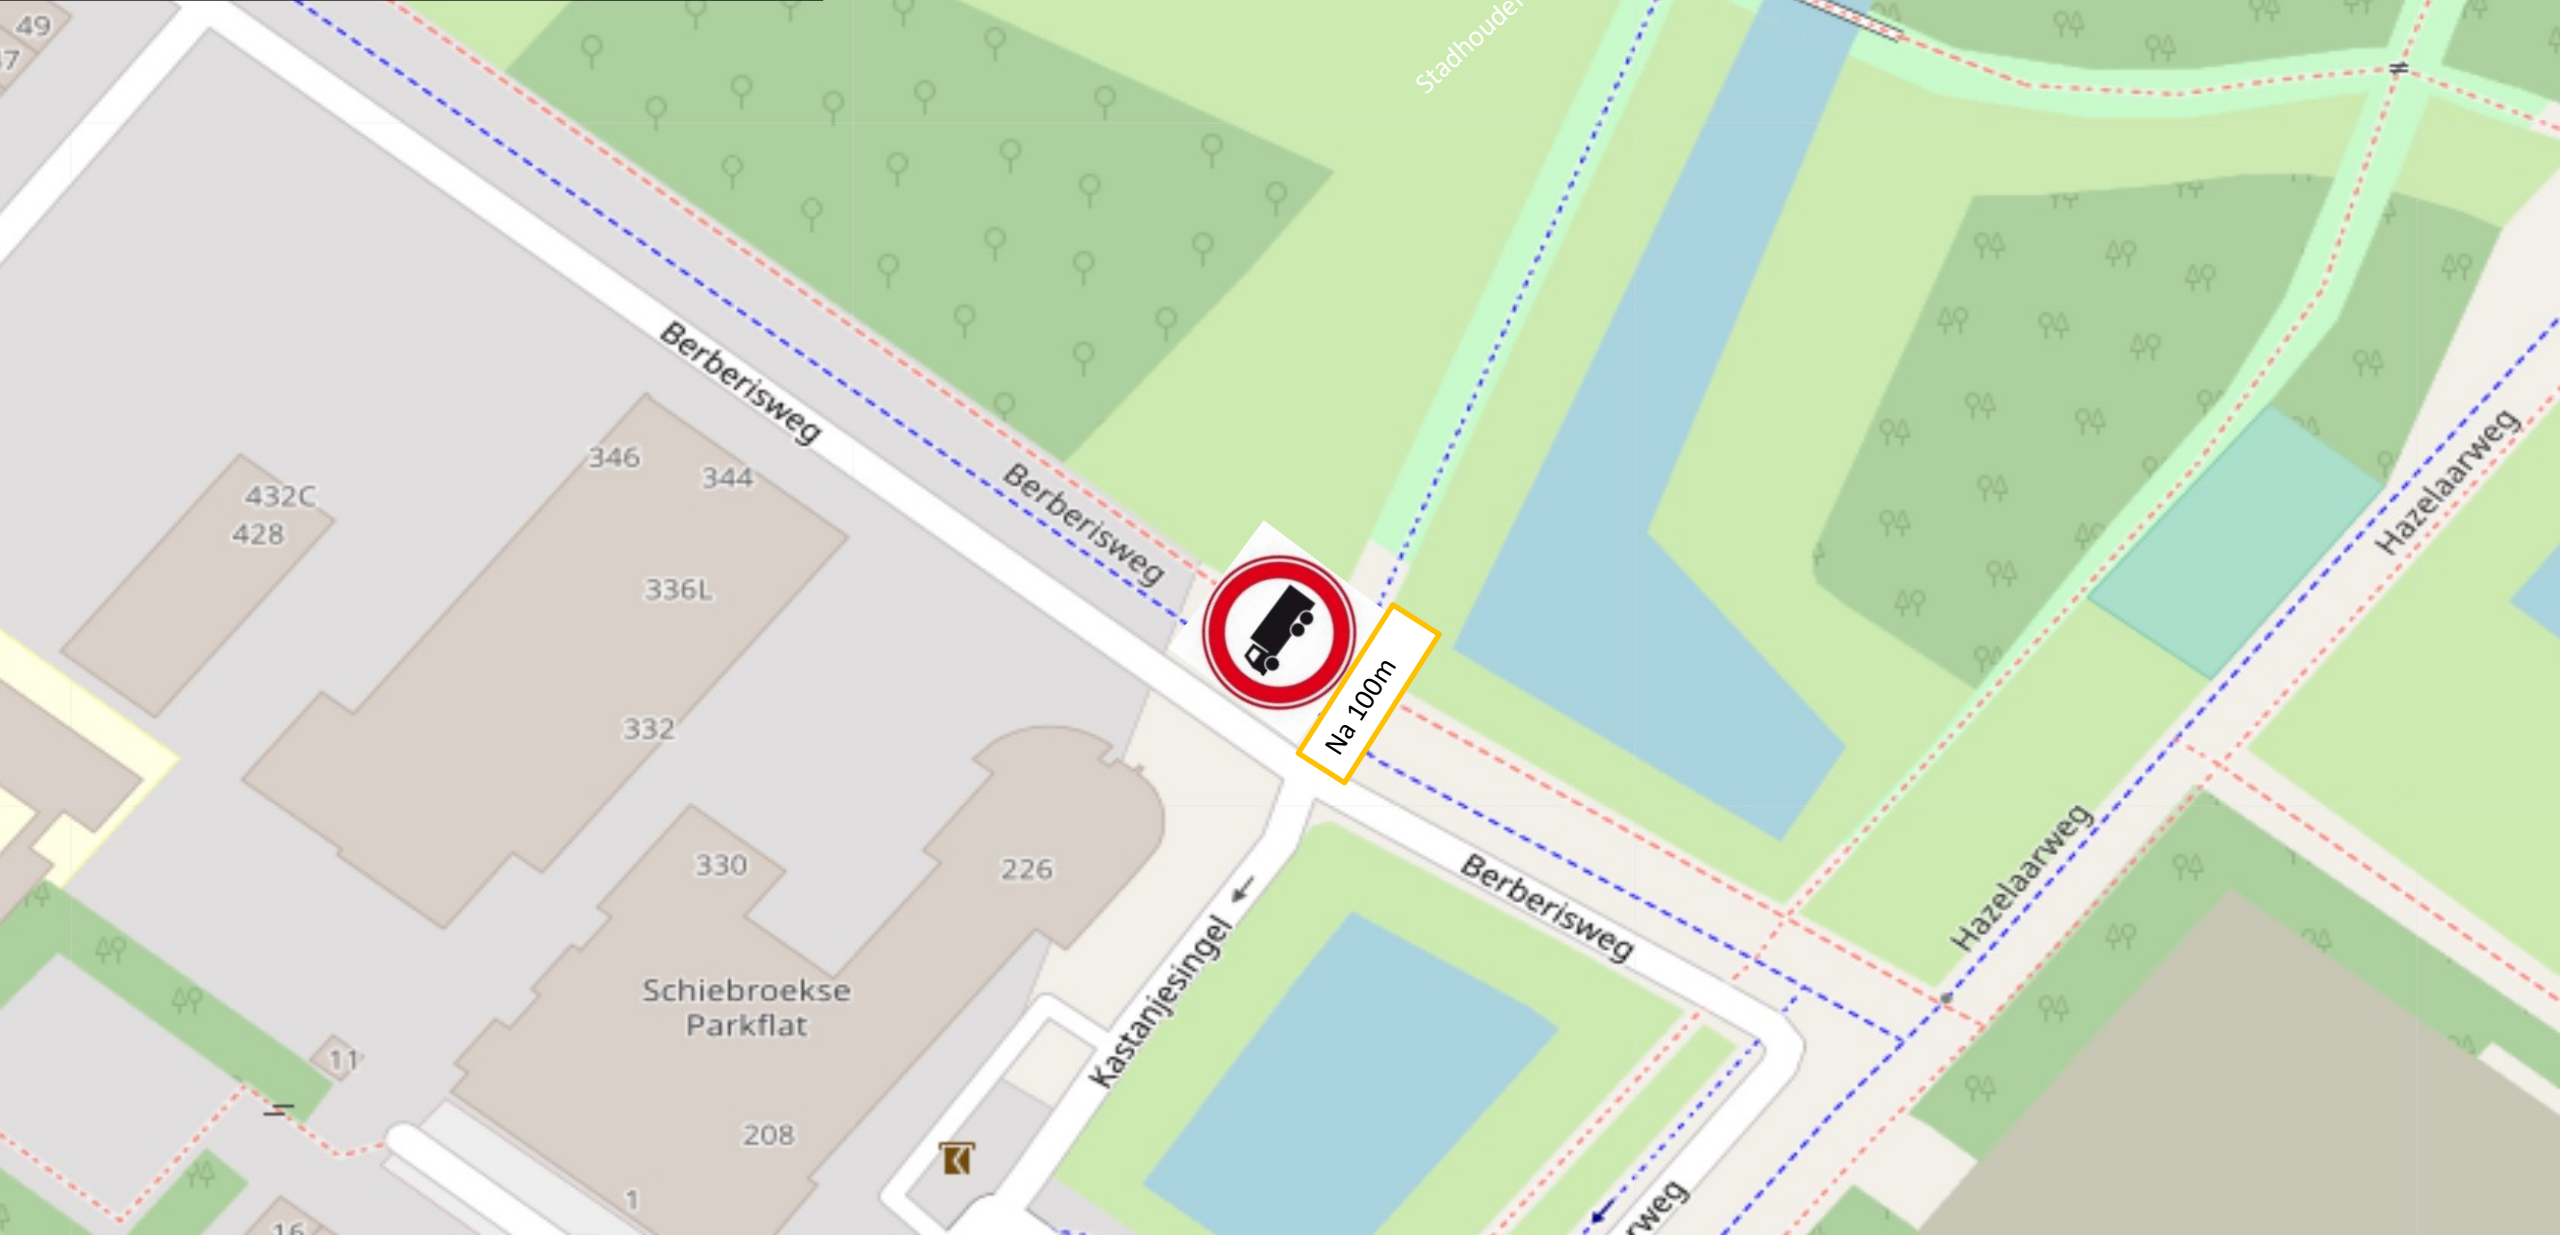 49
Stadhouder
Berberisweg
346
344
432C
428
Berberisweg
336L
Hazelaarweg
Na 100m
332
330
226
Berberisweg
Hazelaarweg
Kastanjesingel
Schiebroekse
Parkflat
11
208
1
16
rweg